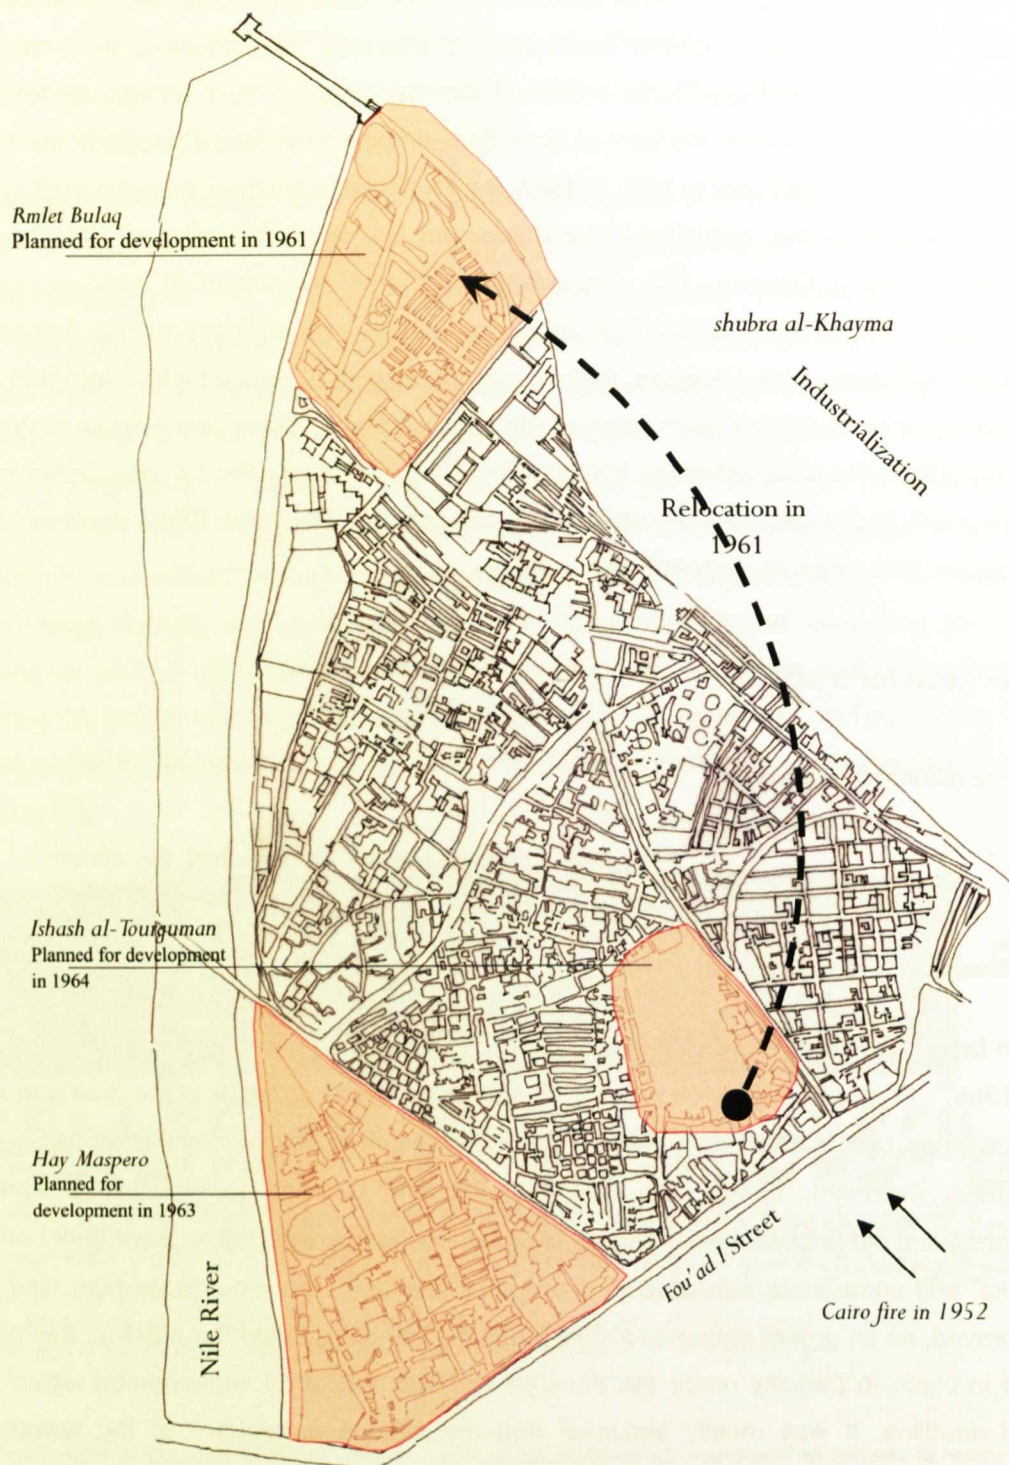 Rmlet Bulaq
Planned for development in 1961
shubra al-Khayma
Industrialization
Relocation in
1961
Ishash al-Tourguman
Planned for development
in 1964
Hay Maspero
Planned for
development in 1963
Nile River
Fou'ad I Street
Cairo fire in 1952